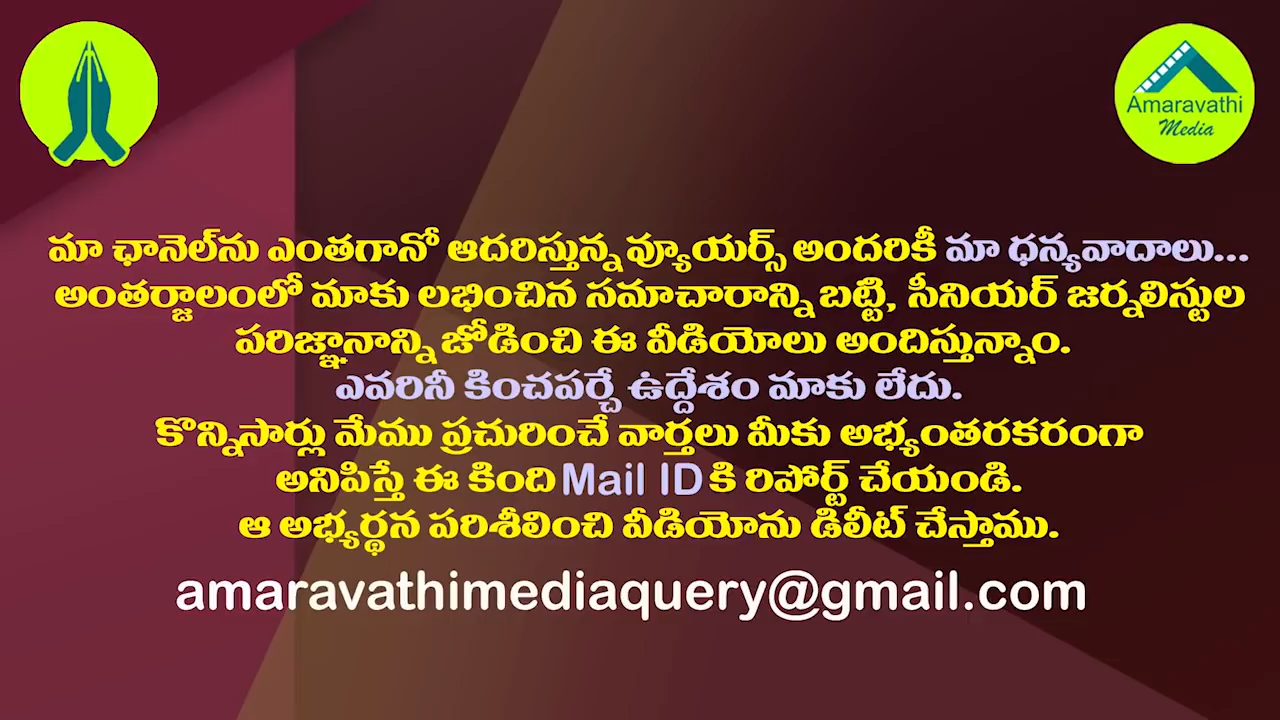 Amaravathi
Media
మా ఛానెల్‌ను ఎంతగానో ఆదరిస్తున్న వ్యూయర్స్ అందరికీ మా ధన్యవాదాలు...
అంతర్జాలంలో మాకు లభించిన సమాచారాన్ని బట్టి, సీనియర్ జర్నలిస్టుల
పరిజ్ఞానాన్ని జోడించి ఈ వీడియోలు అందిస్తున్నాం.
ఎవరినీ కించపర్చే ఉద్దేశం మాకు లేదు.
కొన్నిసార్లు మేము ప్రచురించే వార్తలు మీకు అభ్యంతరకరంగా
అనిపిస్తే ఈ కింది Mail ID కి రిపోర్ట్ చేయండి.
ఆ అభ్యర్థన పరిశీలించి వీడియోను డిలీట్ చేస్తాము.
amaravathimediaquery@gmail.com